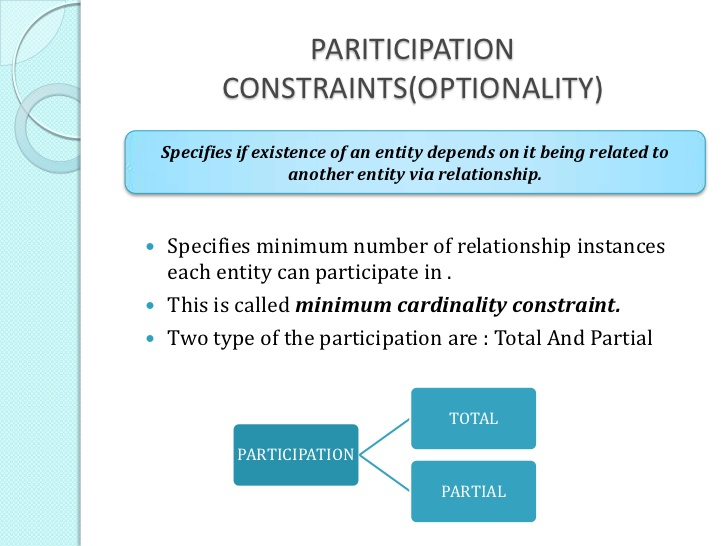 PARITICIPATION
CONSTRAINTS(OPTIONALITY)
Specifies if existence of an entity depends on it being related to
another entity via relationship.
• Specifies minimum number of relationship instances
each entity can participate in .
• This is called minimum cardinality constraint.
• Two type of the participation are : Total And Partial
TOTAL
PARTICIPATION
PARTIAL